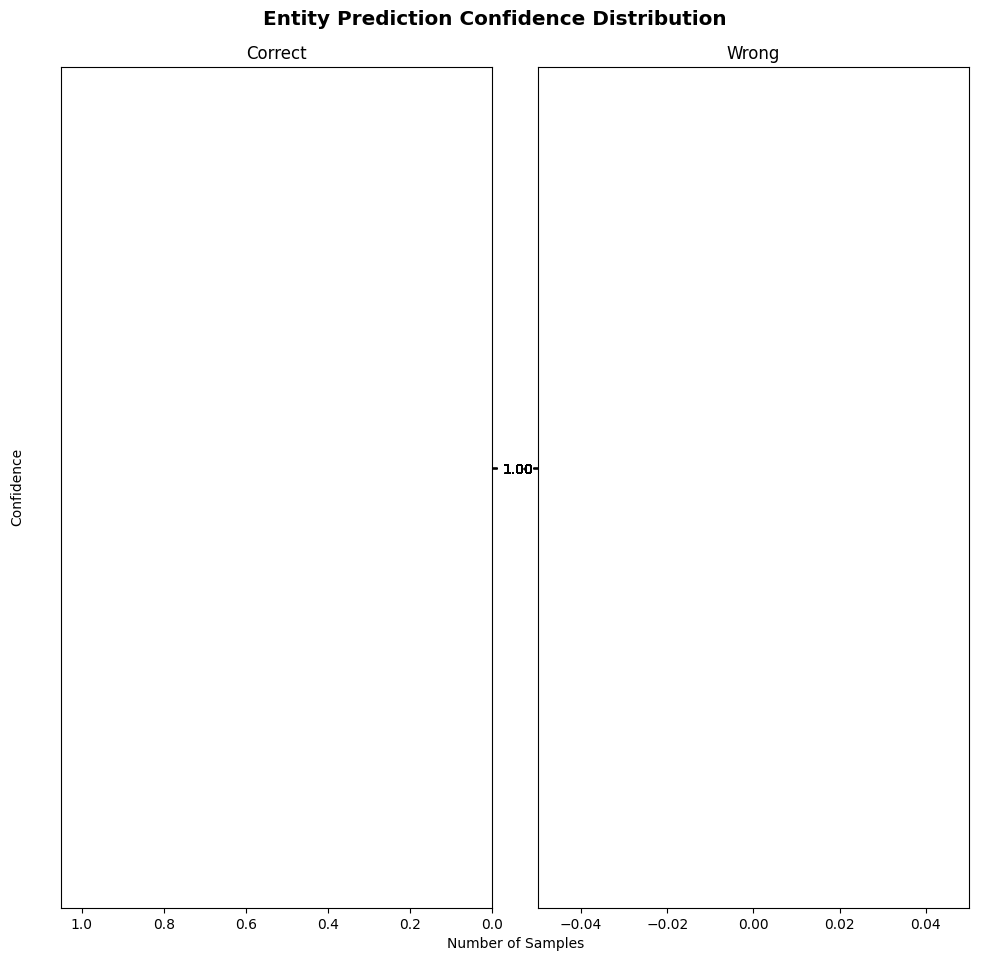 Entity Prediction Confidence Distribution
Correct
Wrong
Confidence
1.00
1.0 0.8 0.6 0.4 0.2 0.0
−0.04 −0.02 0.00 0.02 0.04
Number of Samples